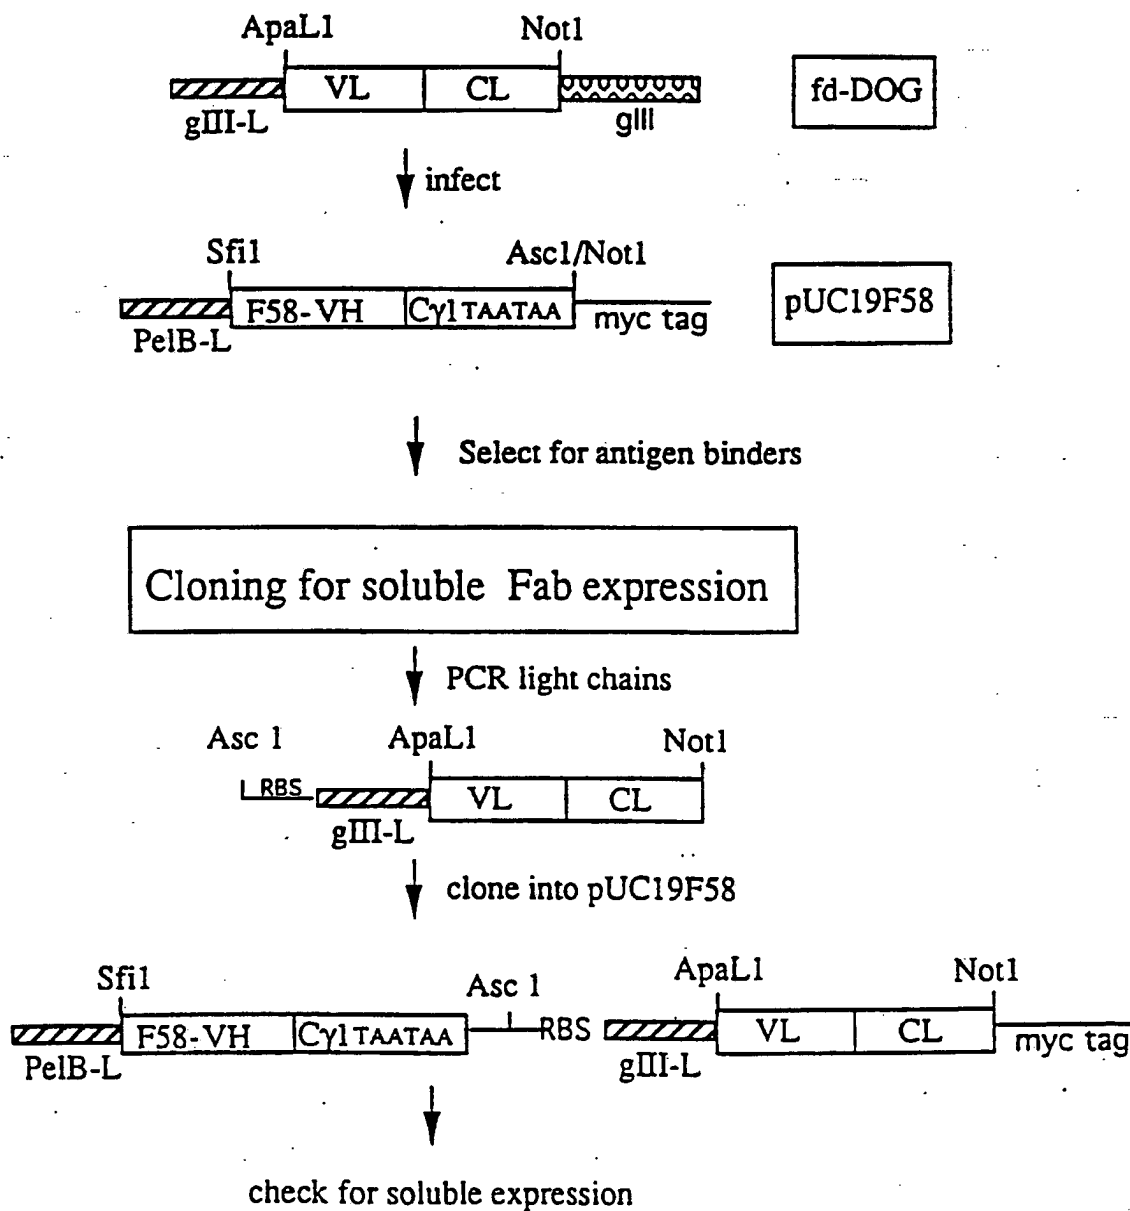 ApaL1 Not1
VL CL fd-DOG
gIII-L gIII
infect
Sfi1 Asc1/Not1
F58-VH Cγ1 TAATAA pUC19F58
PelB-L myc tag
Select for antigen binders
Cloning for soluble Fab expression
PCR light chains
Asc 1 ApaL1 Not1
RBS VL CL
gIII-L
clone into pUC19F58
Sfi1 Asc 1 ApaL1 Not1
F58-VH Cγ1 TAATAA RBS VL CL myc tag
PelB-L gIII-L
check for soluble expression